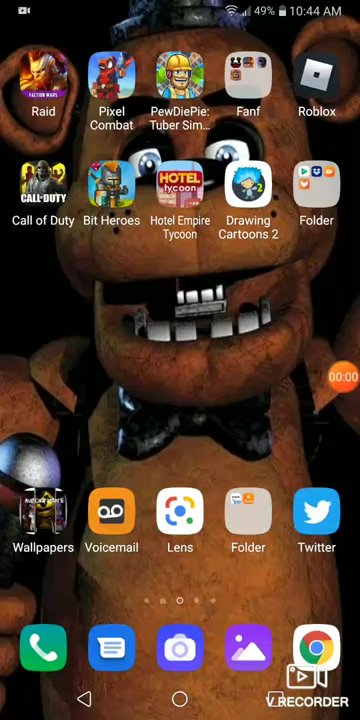 49% 10:44 AM
FACTION WARS
Raid
Pixel Combat
PewDiePie: Tuber Sim...
Fanf
Roblox
CALL OF DUTY
HOTEL
tycoon
2
Call of Duty
Bit Heroes
Hotel Empire Tycoon
Drawing Cartoons 2
Folder
00:00
Wallpapers
Voicemail
Lens
Folder
Twitter
V RECORDER